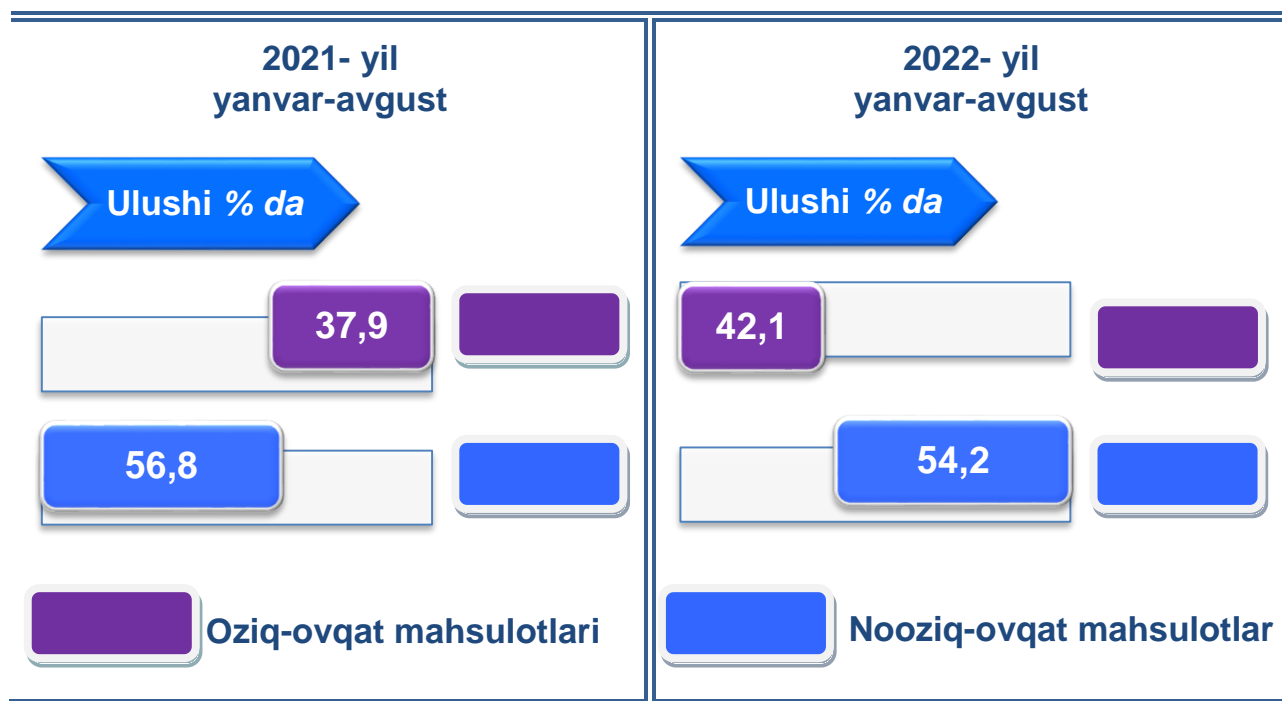 2021- yil
yanvar-avgust
Ulushi % da
37,9
56,8
Oziq-ovqat mahsulotlari
2022- yil
yanvar-avgust
Ulushi % da
42,1
54,2
Nooziq-ovqat mahsulotlar